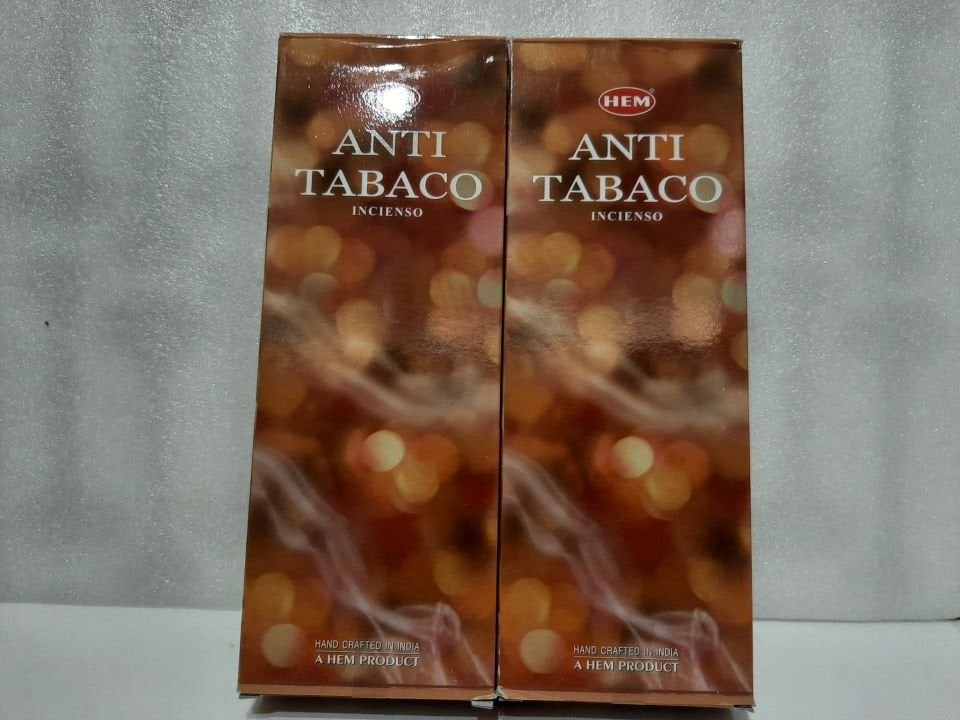 ANTI
TABACO
INCIENSO
HAND CRAFTED IN INDIA
A HEM PRODUCT
HEM
ANTI
TABACO
INCIENSO
HAND CRAFTED IN INDIA
A HEM PRODUCT